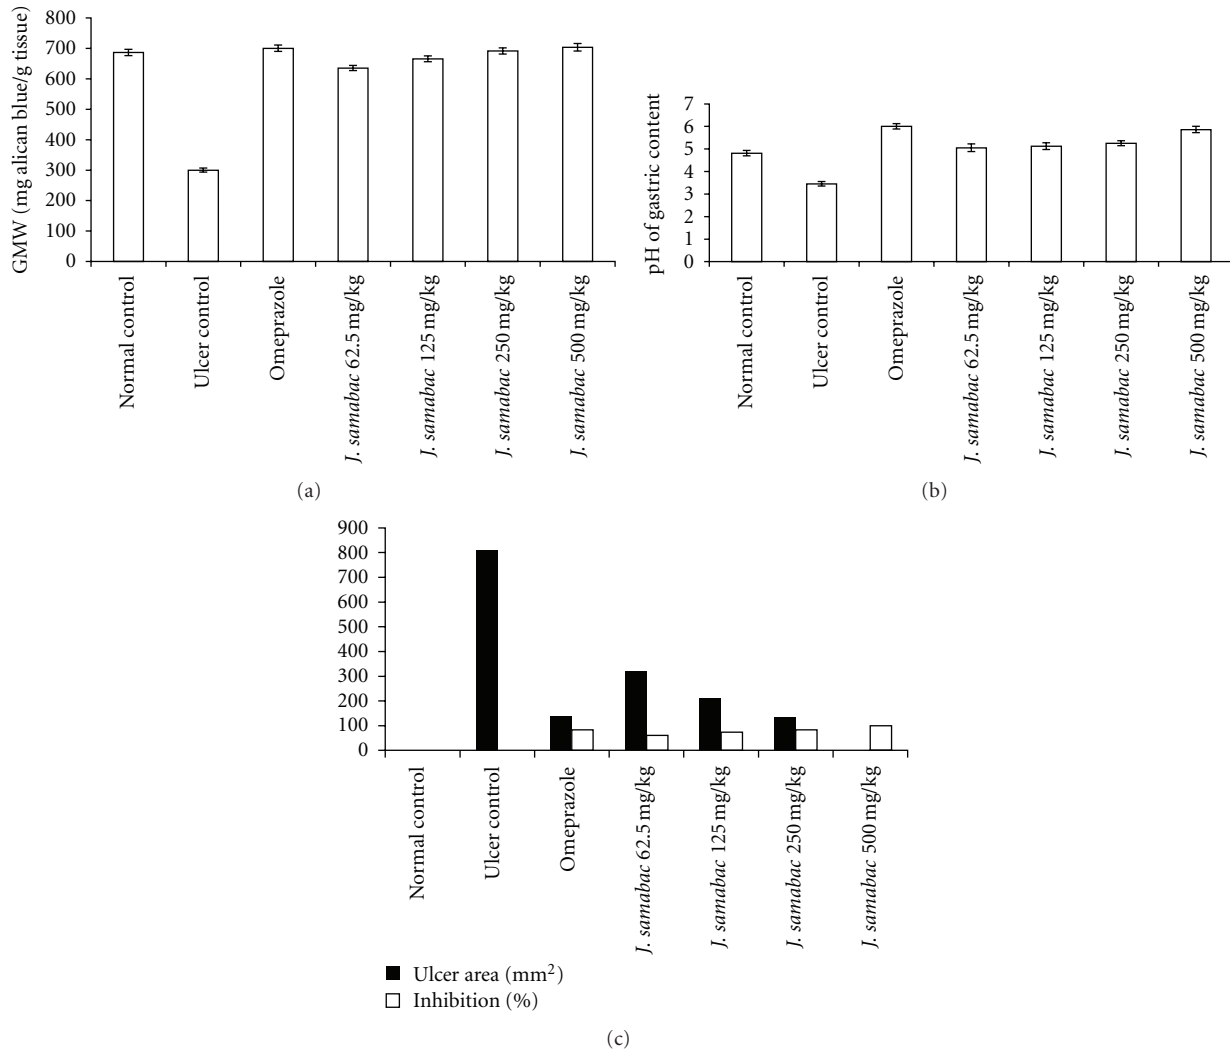 GMW (mg alican blue/g tissue)
800
700
600
500
400
300
200
100
0
Normal control
Ulcer control
Omeprazole
J. samabac 62.5 mg/kg
J. samabac 125 mg/kg
J. samabac 250 mg/kg
J. samabac 500 mg/kg
(a)
pH of gastric content
7
6
5
4
3
2
1
0
Normal control
Ulcer control
Omeprazole
J. samabac 62.5 mg/kg
J. samabac 125 mg/kg
J. samabac 250 mg/kg
J. samabac 500 mg/kg
(b)
900
800
700
600
500
400
300
200
100
0
Normal control
Ulcer control
Omeprazole
J. samabac 62.5 mg/kg
J. samabac 125 mg/kg
J. samabac 250 mg/kg
J. samabac 500 mg/kg
Ulcer area (mm²)
Inhibition (%)
(c)